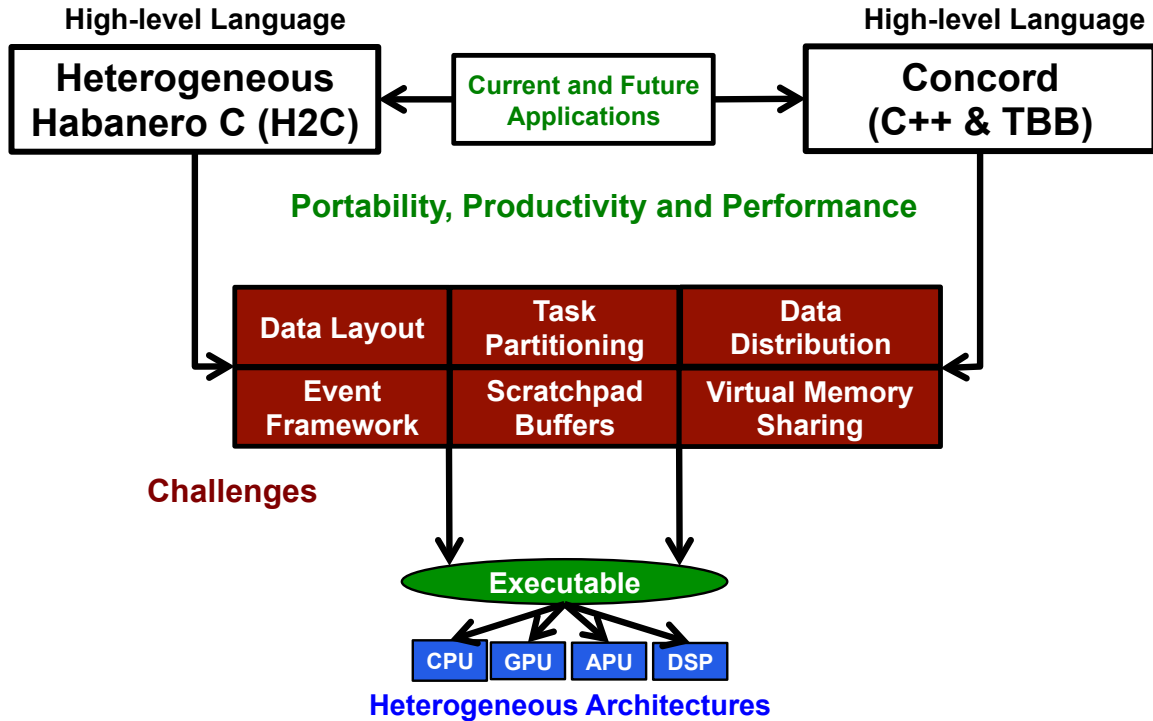 High-level Language
High-level Language
Heterogeneous
Habanero C (H2C)
Current and Future
Applications
Concord
(C++ & TBB)
Portability, Productivity and Performance
Data Layout
Task
Partitioning
Data
Distribution
Event
Framework
Scratchpad
Buffers
Virtual Memory
Sharing
Challenges
Executable
CPU
GPU
APU
DSP
Heterogeneous Architectures